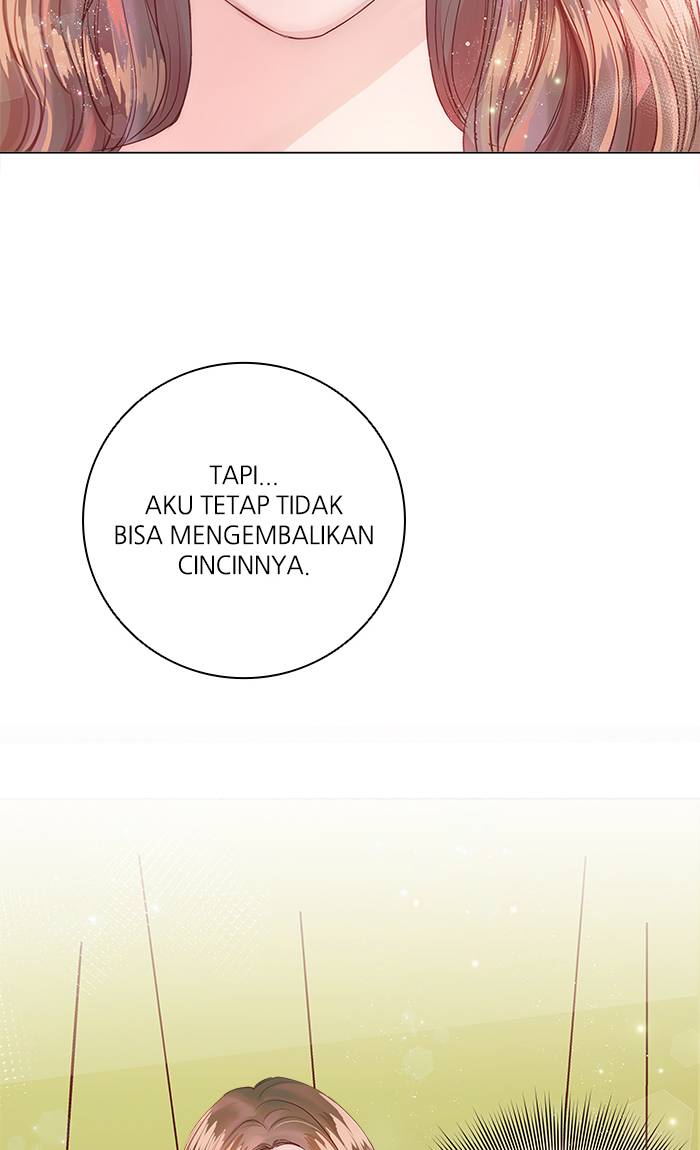 TAPI...
AKU TETAP TIDAK
BISA MENGEMBALIKAN
CINCINNYA.